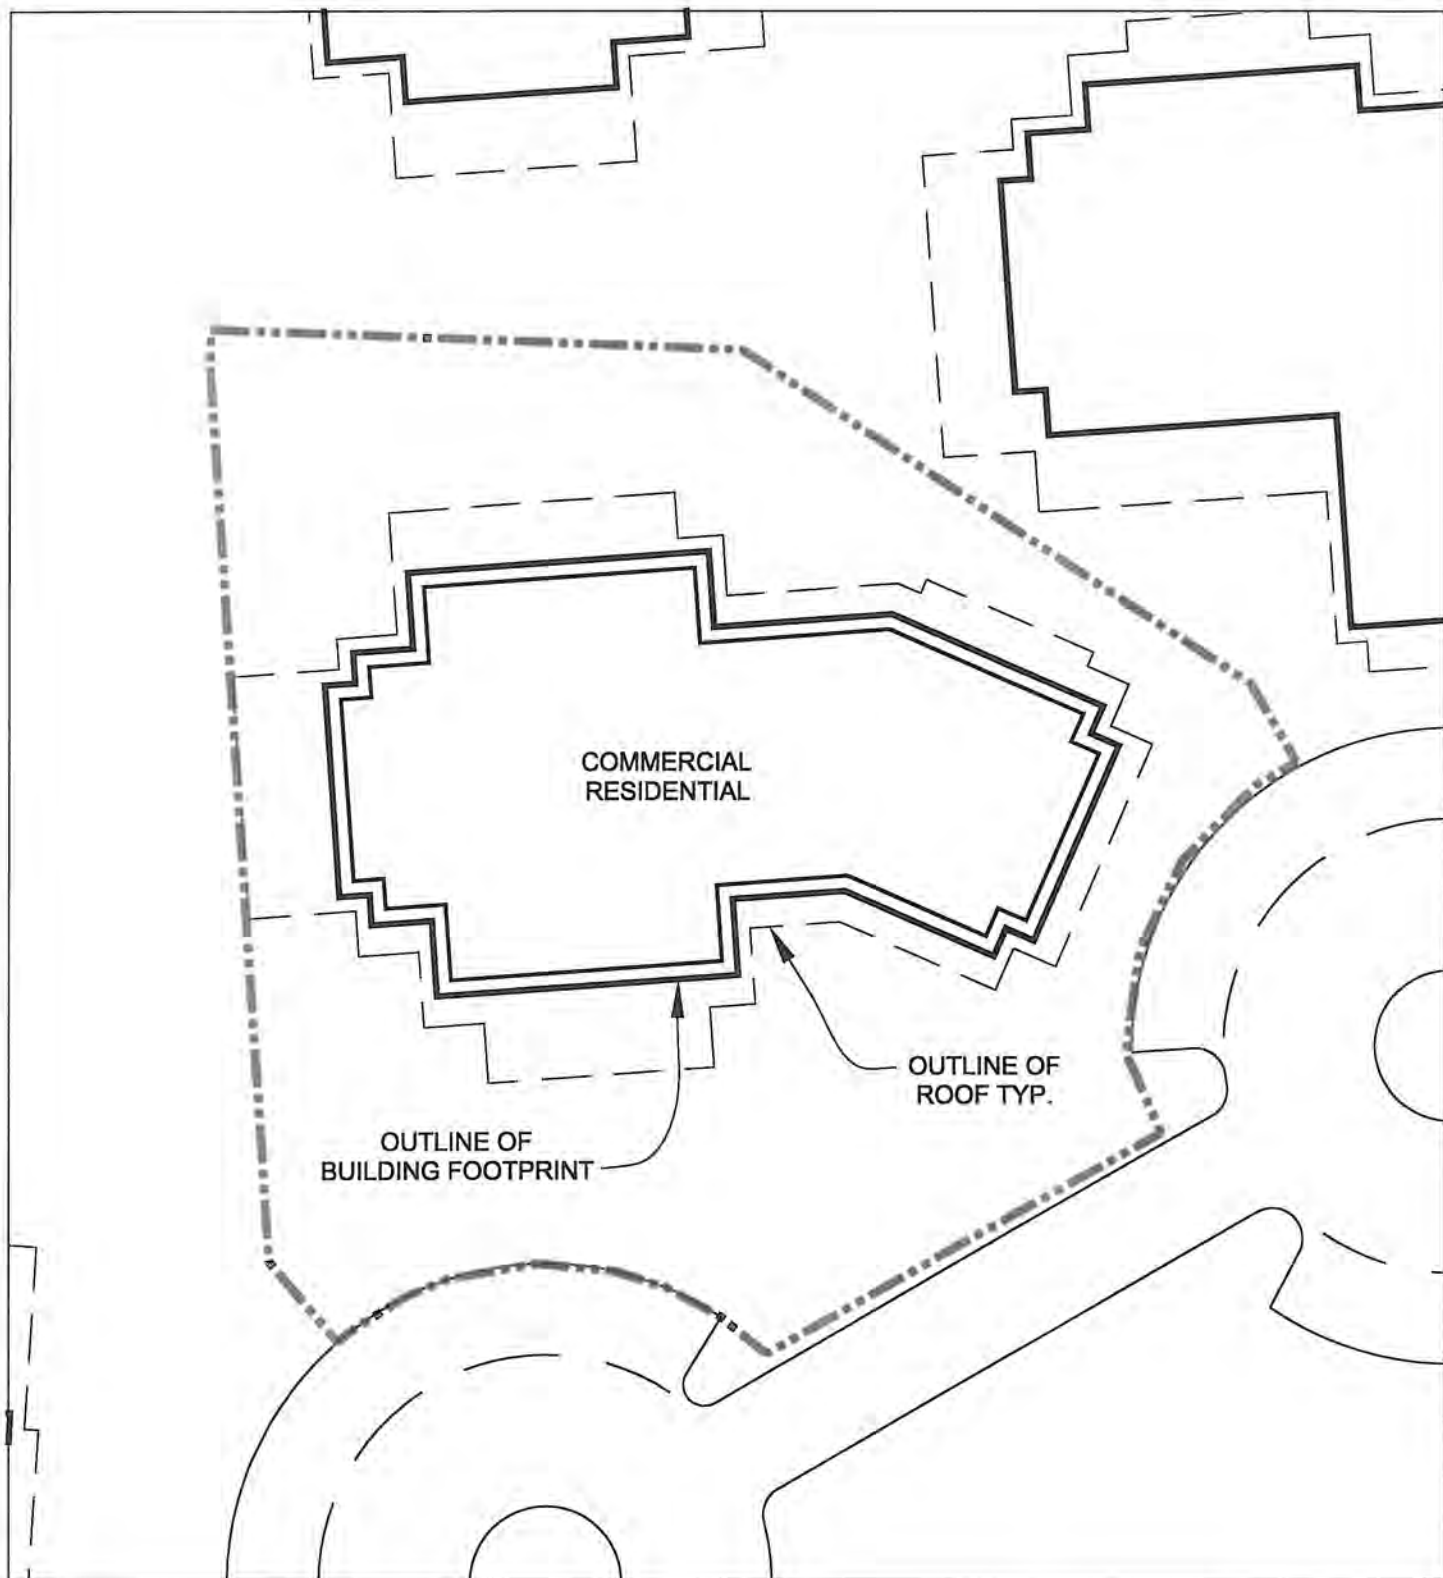 COMMERCIAL
RESIDENTIAL
OUTLINE OF
ROOF TYP.
OUTLINE OF
BUILDING FOOTPRINT